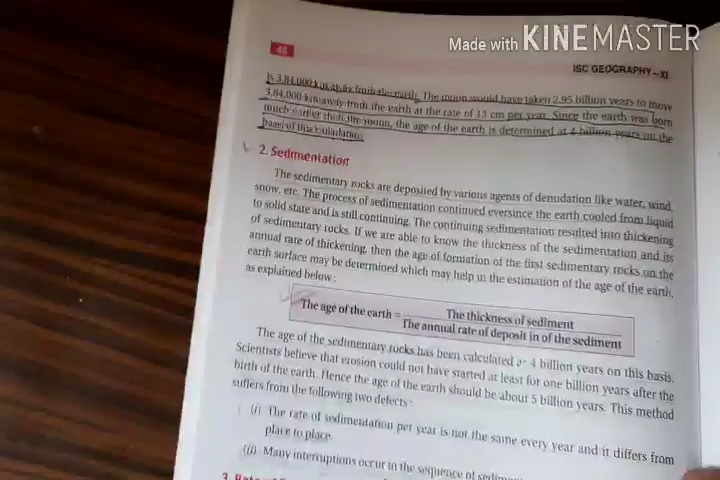 Made with KINEMASTER
46
ISC GEOGRAPHY–XI
is 3,84,000 km away from the earth. The moon would have taken 2.95 billion years to move
3,84,000 km away from the earth at the rate of 13 cm per year. Since the earth was born
much earlier than the moon, the age of the earth is determined at 4 billion years on the
basis of this calculation.
2. Sedimentation
The sedimentary rocks are deposited by various agents of denudation like water, wind,
snow, etc. The process of sedimentation continued eversince the earth cooled from liquid
to solid state and is still continuing. The continuing sedimentation resulted into thickening
of sedimentary rocks. If we are able to know the thickness of the sedimentation and its
annual rate of thickening, then the age of formation of the first sedimentary rocks on the
earth surface may be determined which may help in the estimation of the age of the earth,
as explained below :
The age of the earth = The thickness of sediment
The annual rate of deposit in of the sediment
The age of the sedimentary rocks has been calculated 4 billion years on this basis.
Scientists believe that erosion could not have started at least for one billion years after the
birth of the earth. Hence the age of the earth should be about 5 billion years. This method
suffers from the following two defects :
(i) The rate of sedimentation per year is not the same every year and it differs from
place to place.
(ii) Many interruptions occur in the sequence of
3.